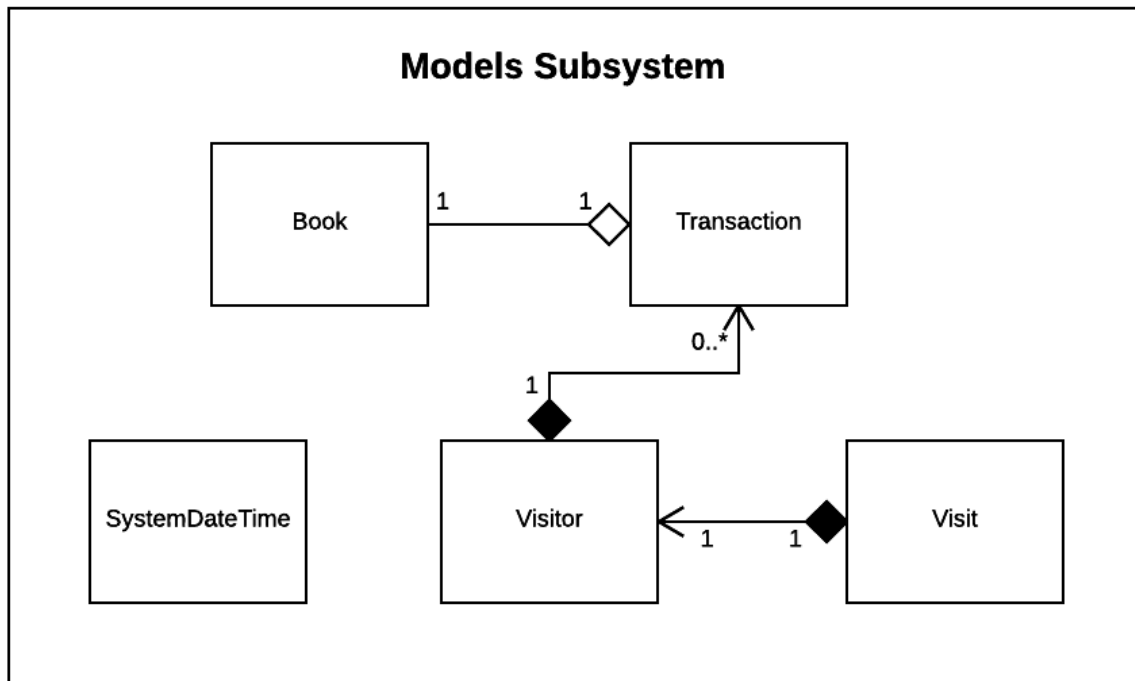 Models Subsystem
Book
1
1
Transaction
0..*
1
SystemDateTime
Visitor
1
1
Visit